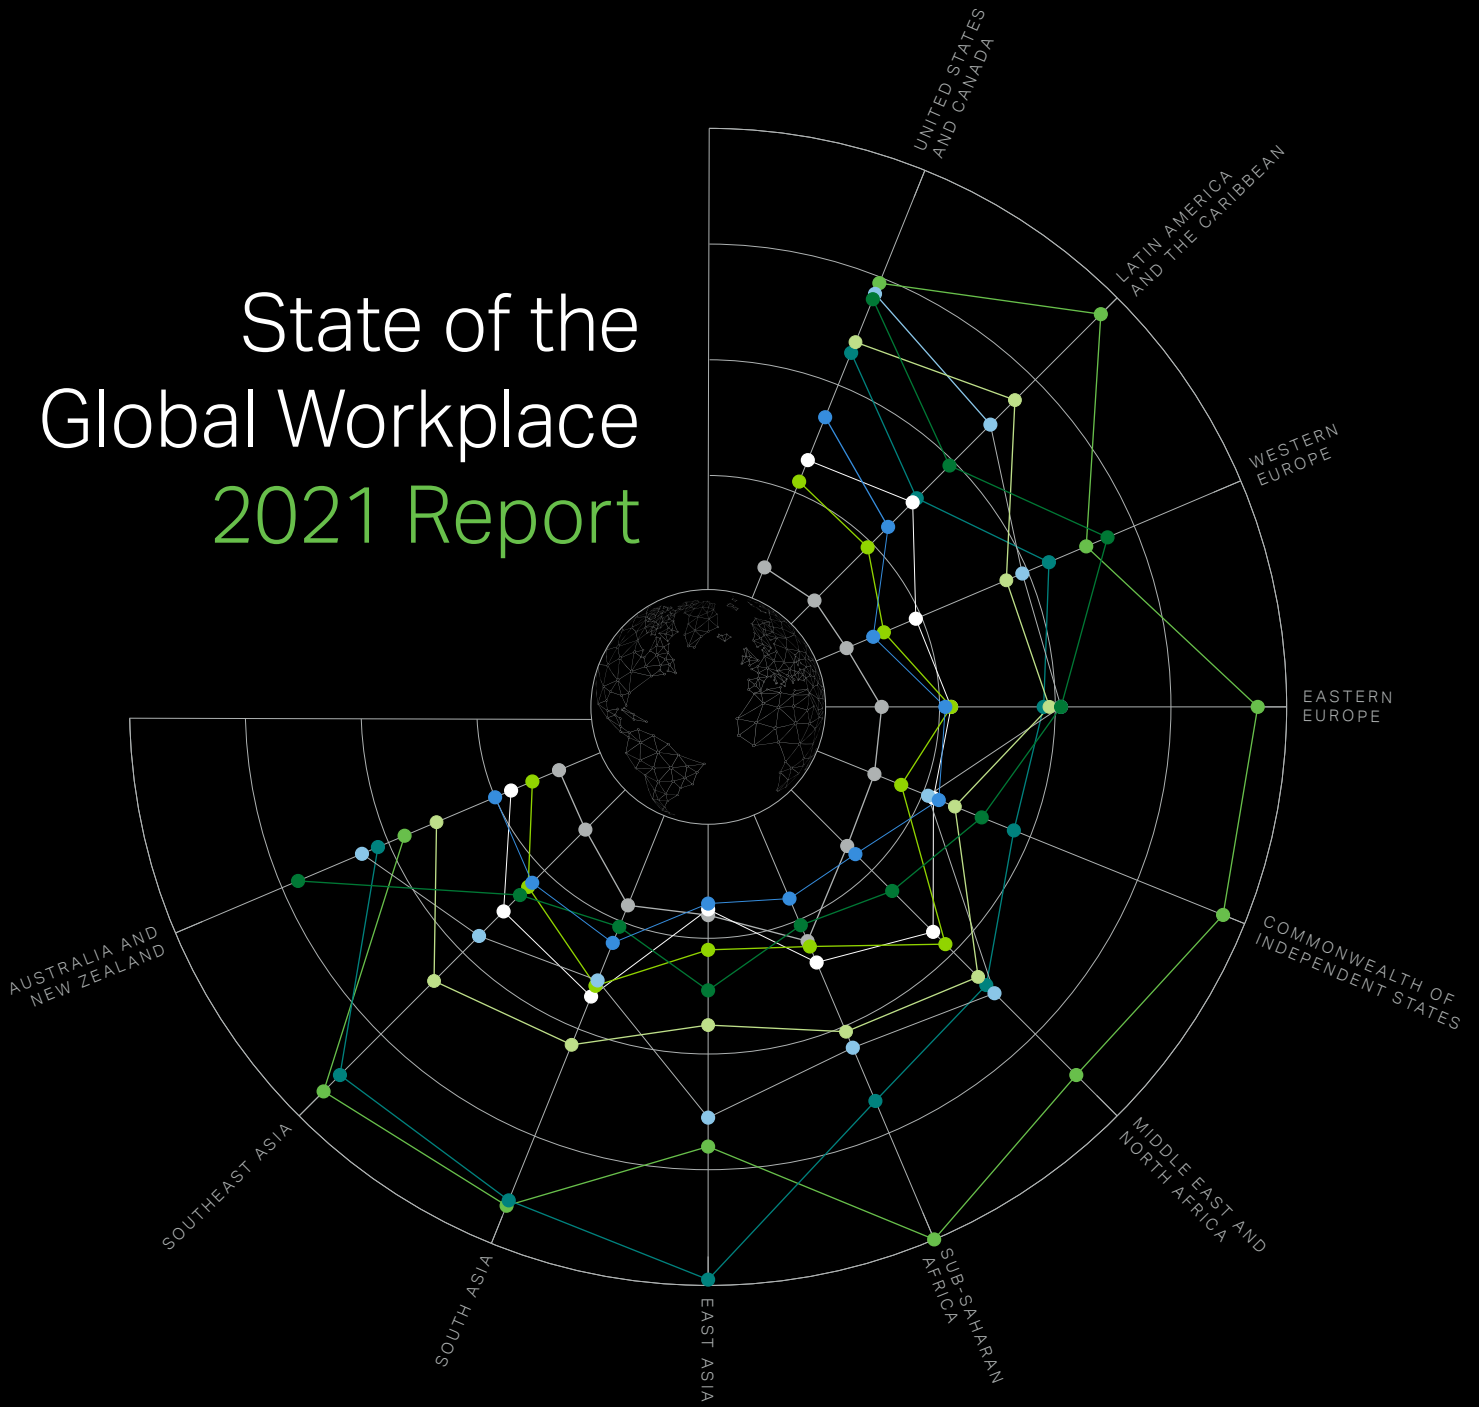 State of the
Global Workplace
2021 Report
UNITED STATES
AND CANADA
LATIN AMERICA
AND THE CARIBBEAN
WESTERN
EUROPE
EASTERN
EUROPE
COMMONWEALTH OF
INDEPENDENT STATES
MIDDLE EAST AND
NORTH AFRICA
SUB-SAHARAN
AFRICA
EAST ASIA
SOUTH ASIA
SOUTHEAST ASIA
AUSTRALIA AND
NEW ZEALAND